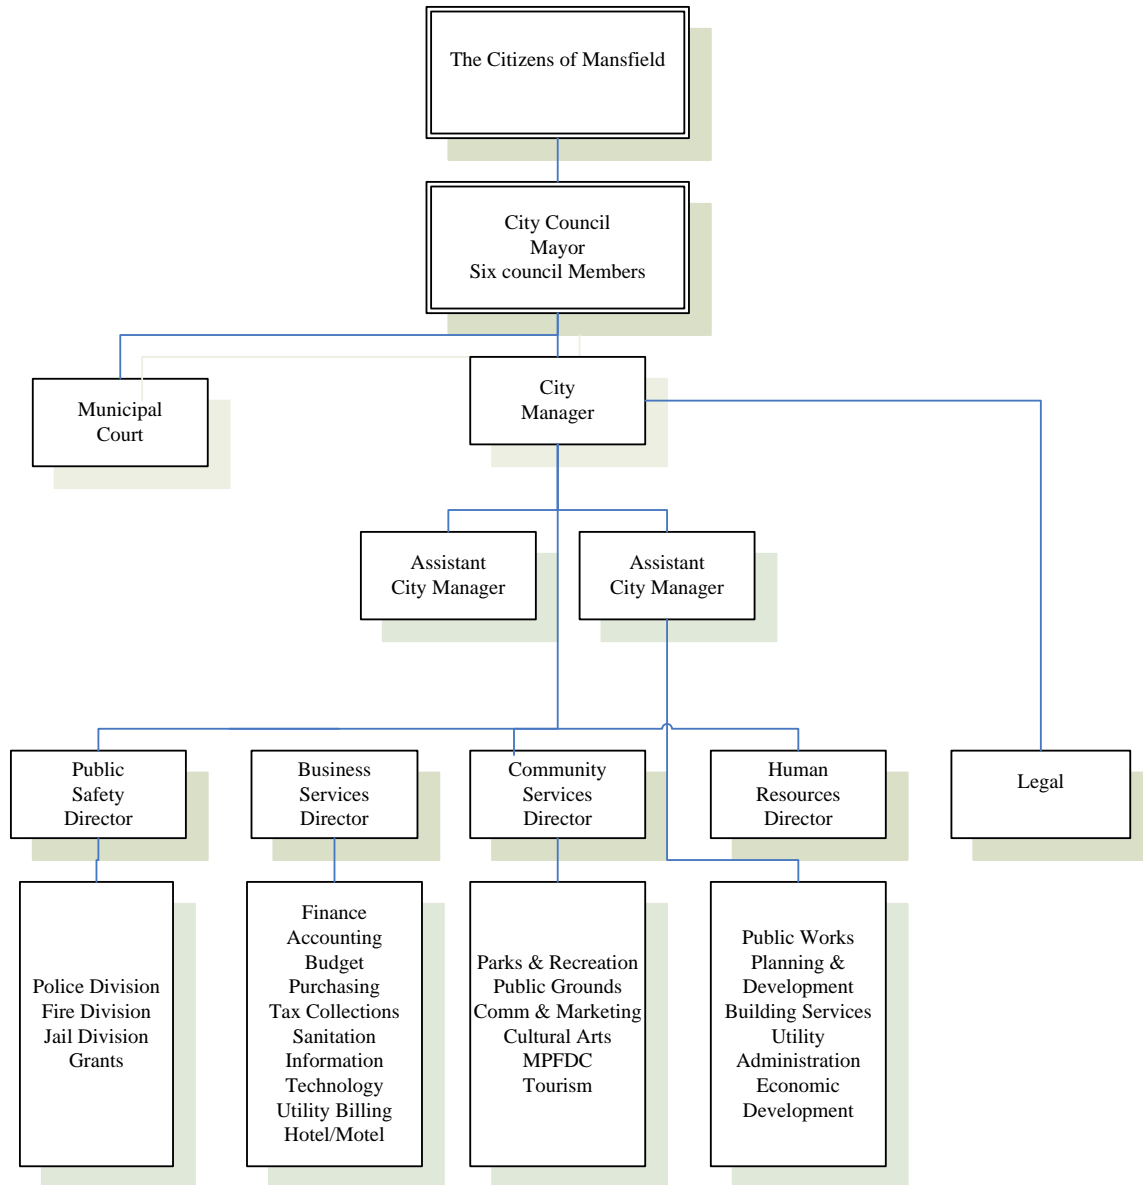 The Citizens of Mansfield
City Council
Mayor
Six council Members
Municipal
Court
City
Manager
Assistant
City Manager
Assistant
City Manager
Public
Safety
Director
Business
Services
Director
Community
Services
Director
Human
Resources
Director
Legal
Police Division
Fire Division
Jail Division
Grants
Finance
Accounting
Budget
Purchasing
Tax Collections
Sanitation
Information
Technology
Utility Billing
Hotel/Motel
Parks & Recreation
Public Grounds
Comm & Marketing
Cultural Arts
MPFDC
Tourism
Public Works
Planning &
Development
Building Services
Utility
Administration
Economic
Development